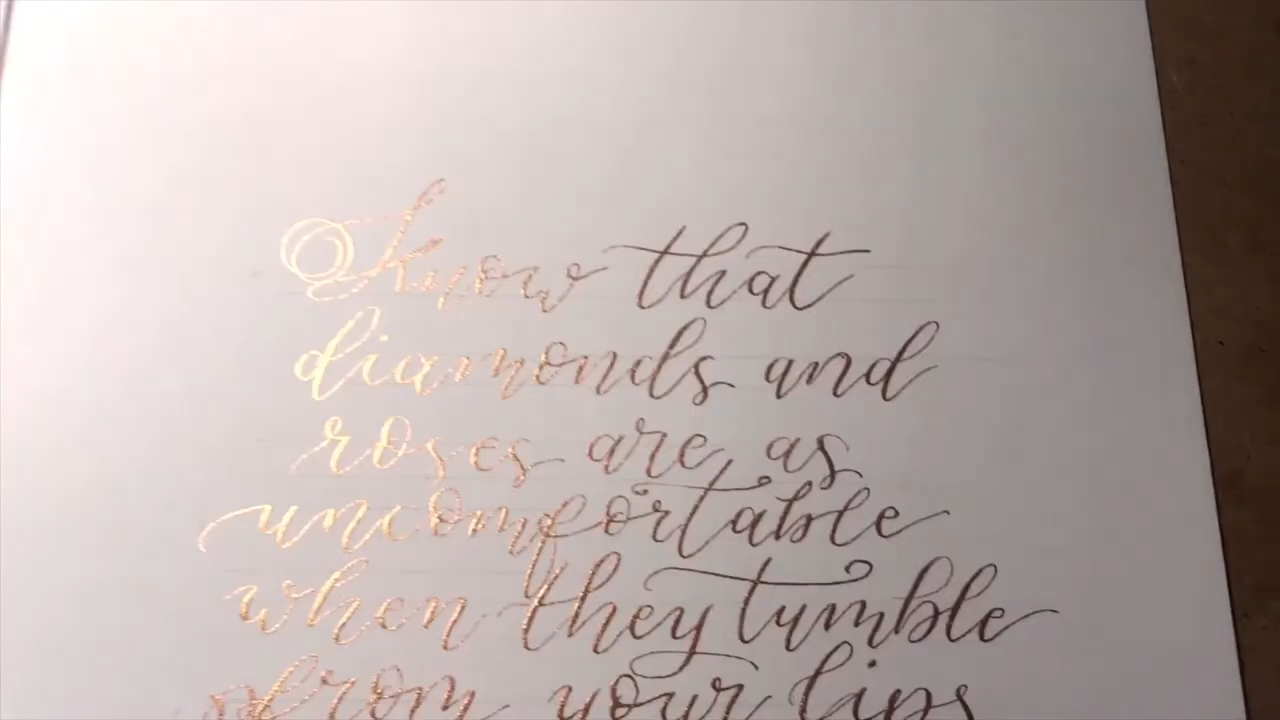 Know that
diamonds and
roses are as
uncomfortable
when they tumble
from your lips